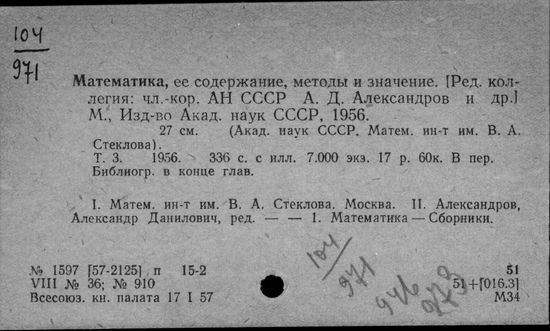 104
971
Математика, ее содержание, методы и значение. [Ред. кол-
легия: чл.-кор. АН СССР А. Д. Александров и др.]
М., Изд-во Акад. наук СССР, 1956.
27 см. (Акад. наук СССР. Матем. ин-т им. В. А.
Стеклова).
Т. 3. 1956. 336 с. с илл. 7.000 экз. 17 р. 60к. В пер.
Библиогр. в конце глав.
I. Матем. ин-т им. В. А. Стеклова. Москва. II. Александров,
Александр Данилович, ред. — — I. Математика — Сборники.
104
971
№ 1597 [57-2125] п 15-2 51
VIII № 36; № 910 51+[016.3]
Всесоюз. кн. палата 17 I 57 М34